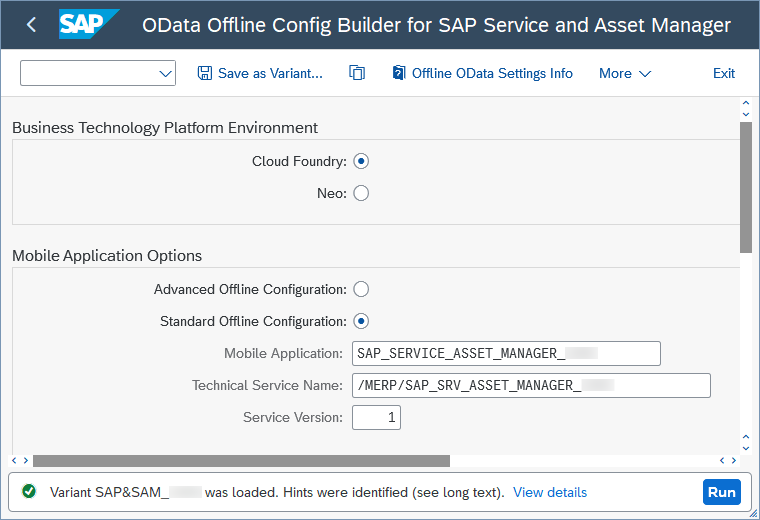 SAP OData Offline Config Builder for SAP Service and Asset Manager
Save as Variant... Offline OData Settings Info More Exit
Business Technology Platform Environment
Cloud Foundry:
Neo:
Mobile Application Options
Advanced Offline Configuration:
Standard Offline Configuration:
Mobile Application: SAP_SERVICE_ASSET_MANAGER_
Technical Service Name: /MERP/SAP_SRV_ASSET_MANAGER_
Service Version: 1
Variant SAP&SAM_ was loaded. Hints were identified (see long text). View details Run